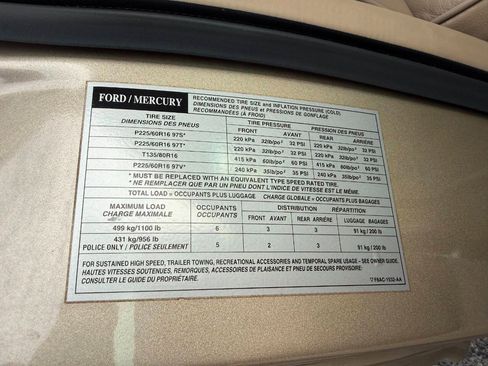 FORD / MERCURY
RECOMMENDED TIRE SIZE and INFLATION PRESSURE (COLD)
DIMENSIONS DES PNEUS et PRESSIONS de GONFLAGE
RECOMMANDÉES (À FROID)
TIRE SIZE TIRE PRESSURE PRESSION DES PNEUS
DIMENSIONS DES PNEUS FRONT AVANT REAR ARRIÈRE
P225/60R16 97S* 220 kPa 32lb/po² 32 PSI 220 kPa 32lb/po² 32 PSI
P225/60R16 97T* 220 kPa 32lb/po² 32 PSI 220 kPa 32lb/po² 32 PSI
T135/80R16 415 kPa 60lb/po² 60 PSI 415 kPa 60lb/po² 60 PSI
P225/60R16 97V* 240 kPa 35lb/po² 35 PSI 240 kPa 35lb/po² 35 PSI
* MUST BE REPLACED WITH AN EQUIVALENT TYPE SPEED RATED TIRE.
* NE REMPLACER QUE PAR UN PNEU DONT L'INDICE DE VITESSE EST LE MÊME.
TOTAL LOAD = OCCUPANTS PLUS LUGGAGE CHARGE GLOBALE = OCCUPANTS PLUS BAGAGES
MAXIMUM LOAD OCCUPANTS DISTRIBUTION RÉPARTITION
CHARGE MAXIMALE OCCUPANTS FRONT AVANT REAR ARRIÈRE LUGGAGE BAGAGES
499 kg/1100 lb 6 3 3 91 kg / 200 lb
431 kg/956 lb
POLICE ONLY / POLICE SEULEMENT 5 2 3 91 kg / 200 lb
FOR SUSTAINED HIGH SPEED, TRAILER TOWING, RECREATIONAL ACCESSORIES AND TEMPORAL SPARE USAGE - SEE OWNER GUIDE.
HAUTES VITESSES SOUTENUES, REMORQUES, ACCESSOIRES DE PLAISANCE ET PNEU DE SECOURS PROVISOIRE
CONSULTER LE GUIDE DU PROPRIÉTAIRE.
F8AC-1532-AA